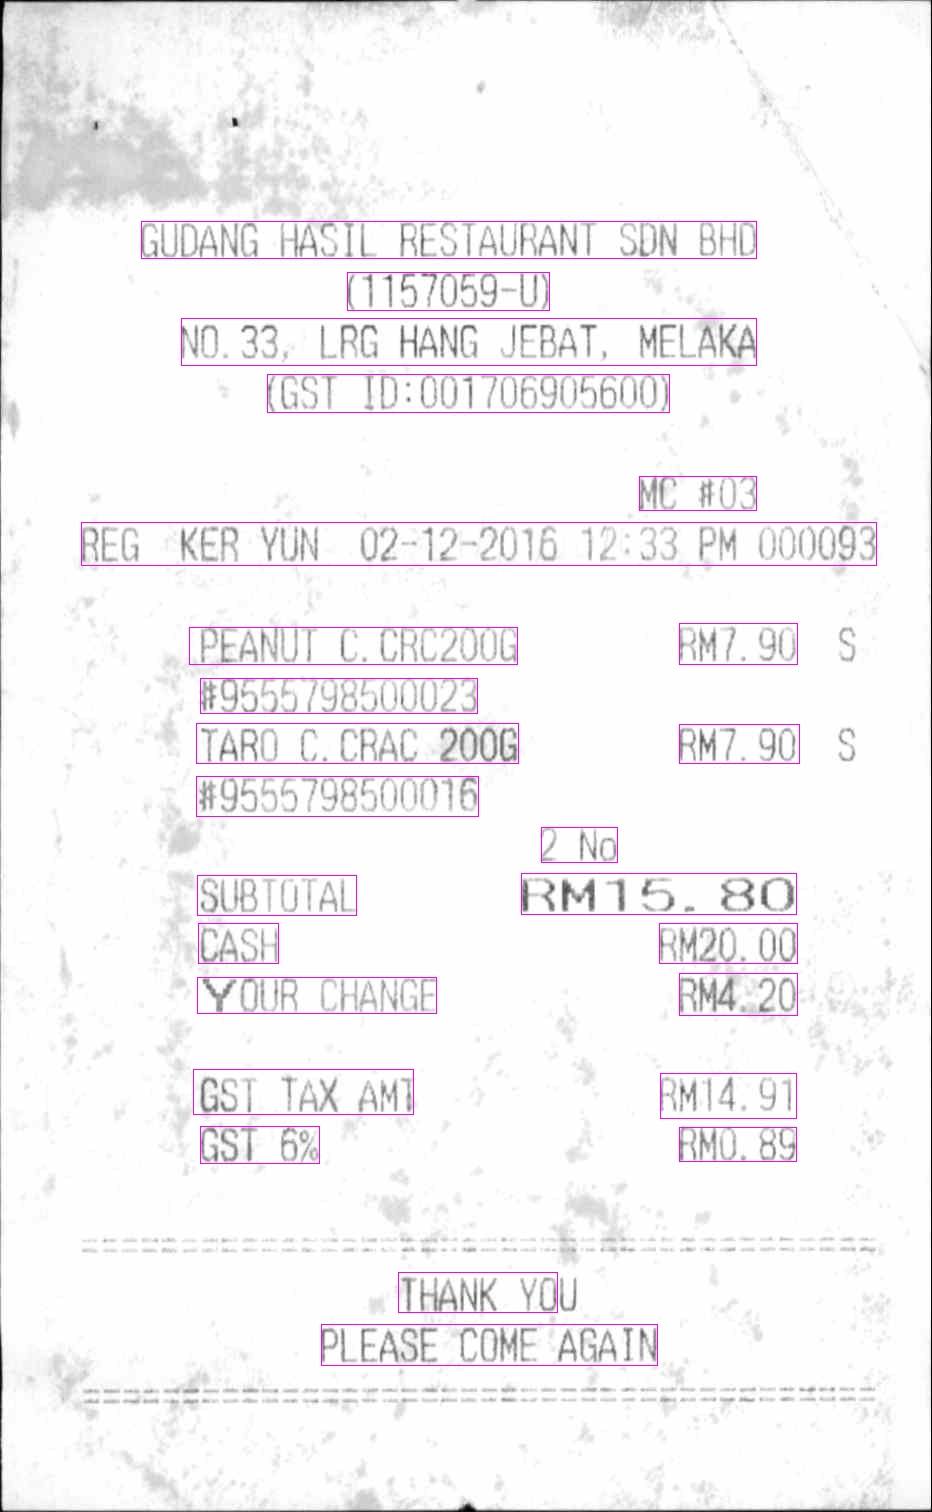 GUDANG HASIL RESTAURANT SDN BHD
(1157059-U)
NO.33, LRG HANG JEBAT, MELAKA
(GST ID:001706905600)
MC #03
REG KER YUN 02-12-2016 12:33 PM 000093
PEANUT C.CRC200G RM7.90 S
#9555798500023
TARO C.CRAC 200G RM7.90 S
#9555798500016
2 No
SUBTOTAL RM15.80
CASH RM20.00
YOUR CHANGE RM4.20
GST TAX AMT RM14.91
GST 6% RM0.89
THANK YOU
PLEASE COME AGAIN